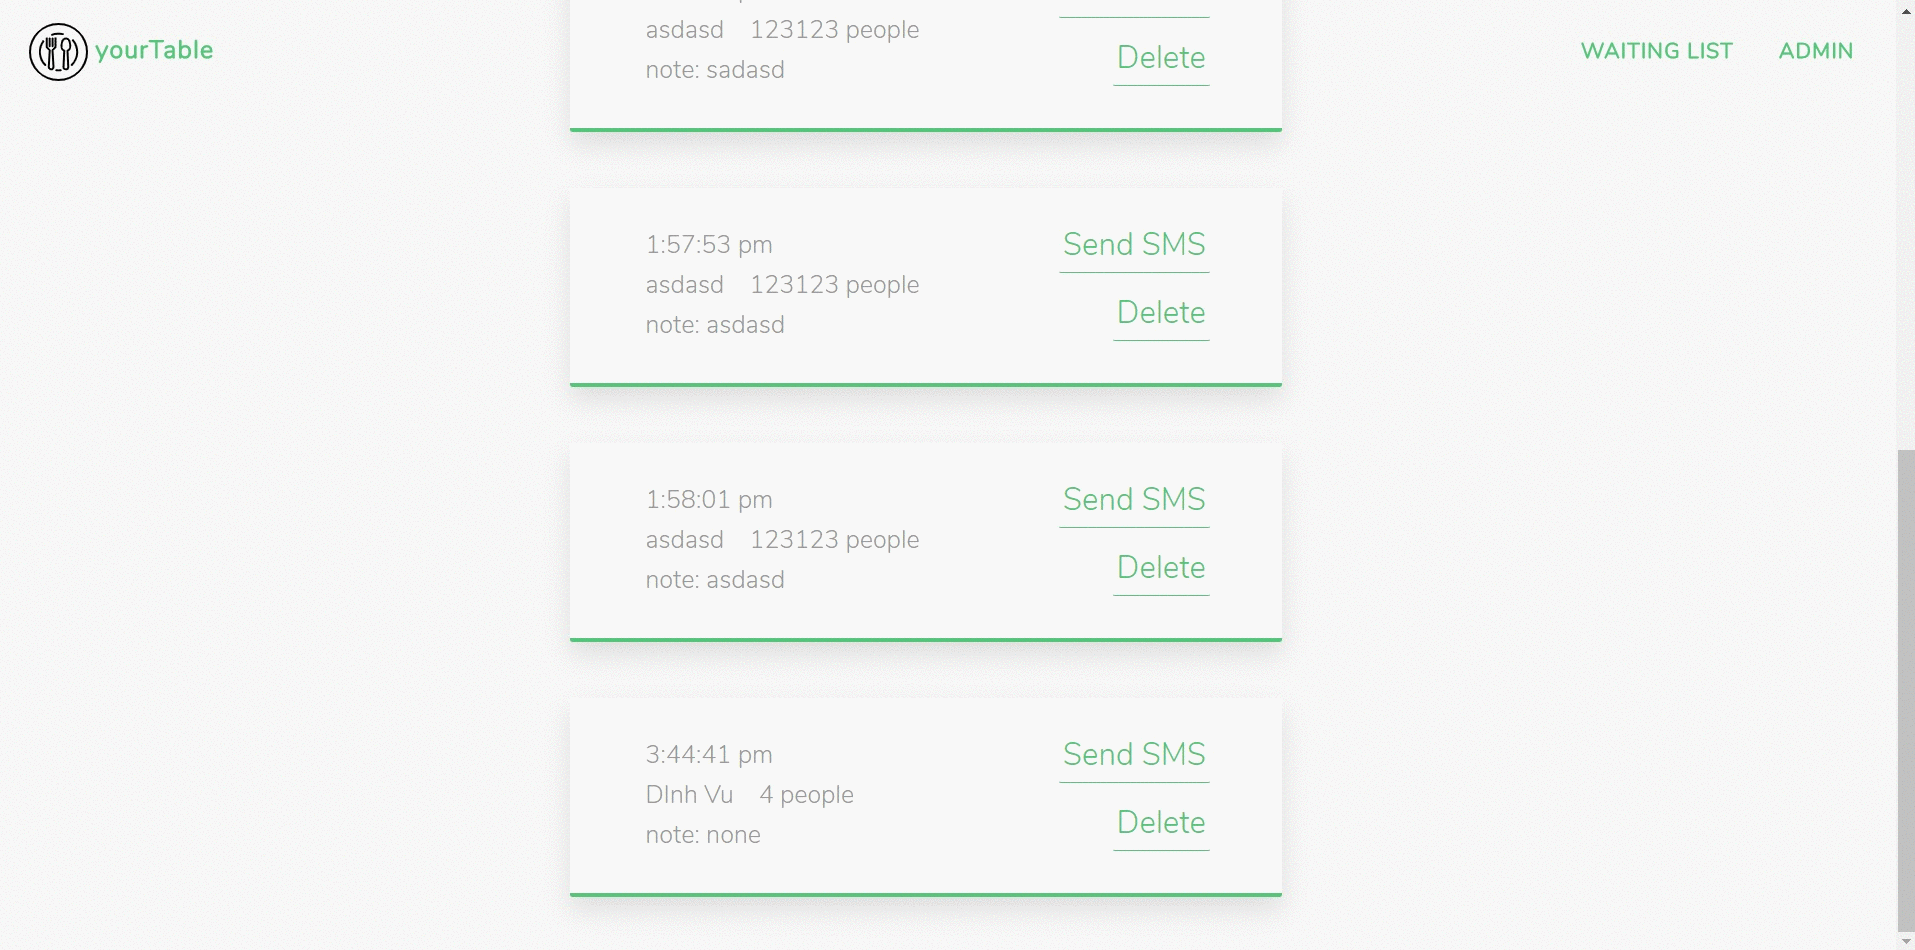 yourTable
WAITING LIST
ADMIN
asdasd 123123 people
note: sadasd
Delete
1:57:53 pm
asdasd 123123 people
note: asdasd
Send SMS
Delete
1:58:01 pm
asdasd 123123 people
note: asdasd
Send SMS
Delete
3:44:41 pm
DInh Vu 4 people
note: none
Send SMS
Delete